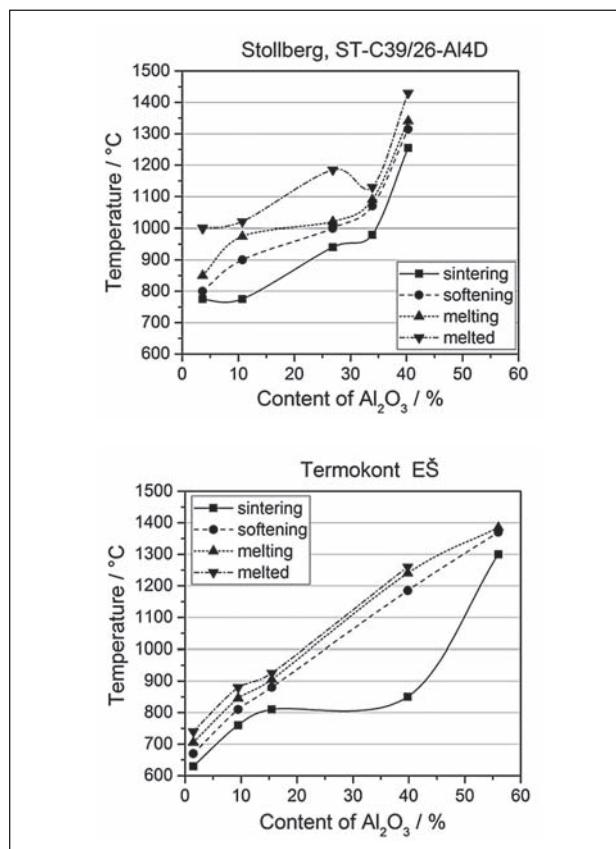 Stollberg, ST-C39/26-Al4D
1500
1400
1300
1200
1100
1000
900
800
700
600
Temperature / °C
sintering
softening
melting
melted
0 10 20 30 40 50 60
Content of Al₂O₃ / %
Termokont EŠ
1500
1400
1300
1200
1100
1000
900
800
700
600
Temperature / °C
sintering
softening
melting
melted
0 10 20 30 40 50 60
Content of Al₂O₃ / %